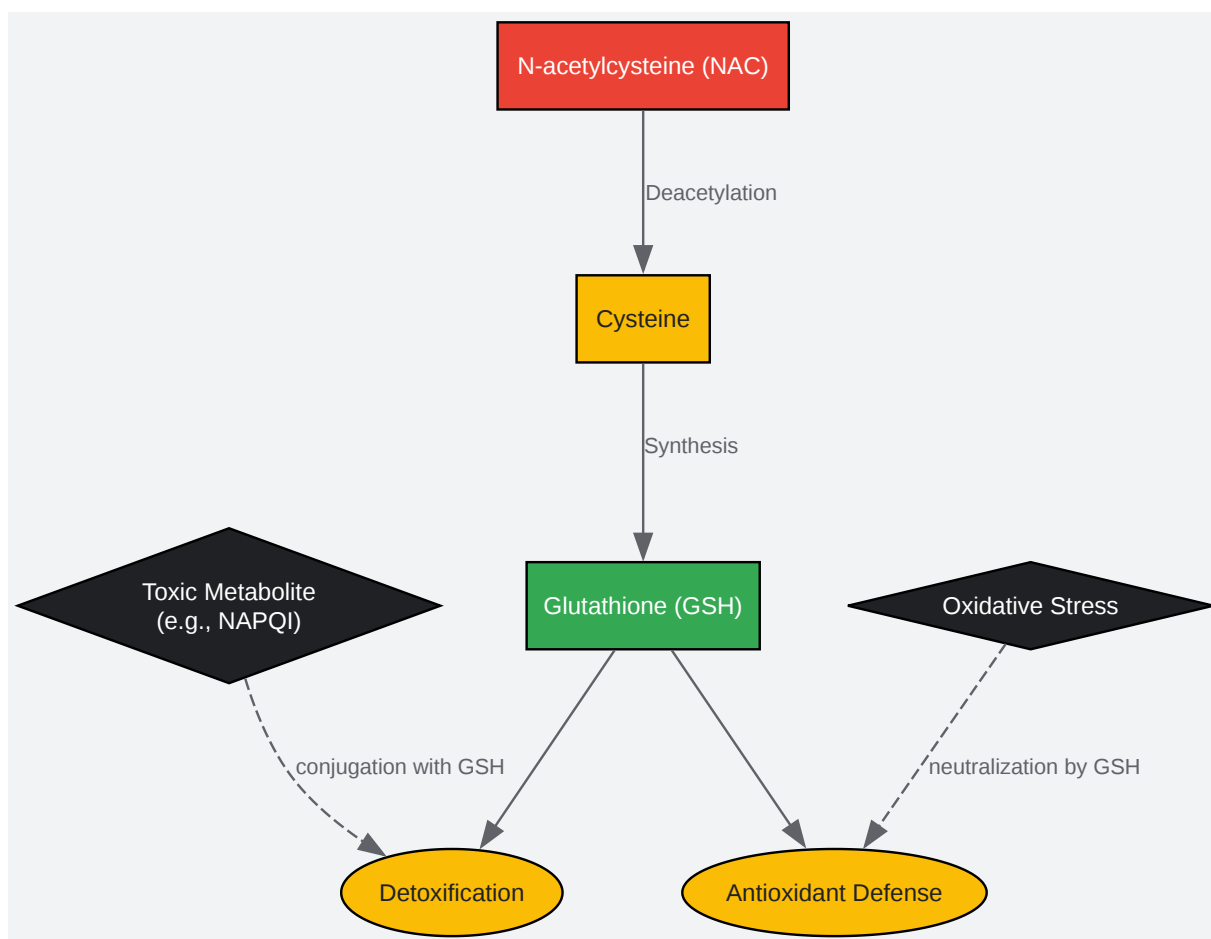 N-acetylcysteine (NAC)
Deacetylation
Cysteine
Synthesis
Toxic Metabolite
(e.g., NAPQI)
Glutathione (GSH)
Oxidative Stress
conjugation with GSH
neutralization by GSH
Detoxification
Antioxidant Defense